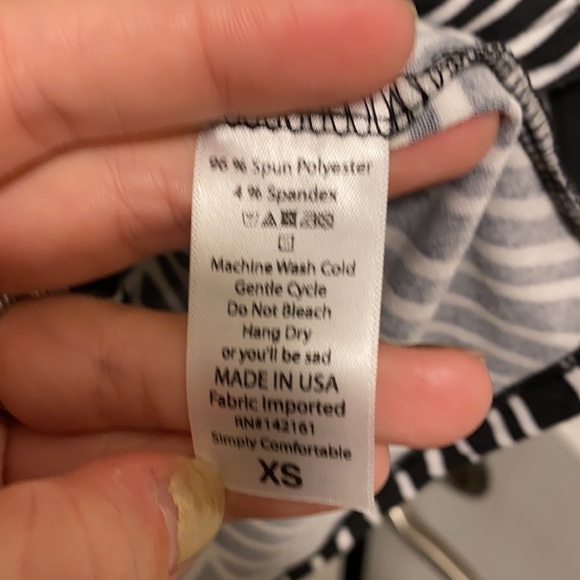 96 % Spun Polyester
4 % Spandex
Machine Wash Cold
Gentle Cycle
Do Not Bleach
Hang Dry
or you'll be sad
MADE IN USA
Fabric Imported
RN#142161
Simply Comfortable
XS